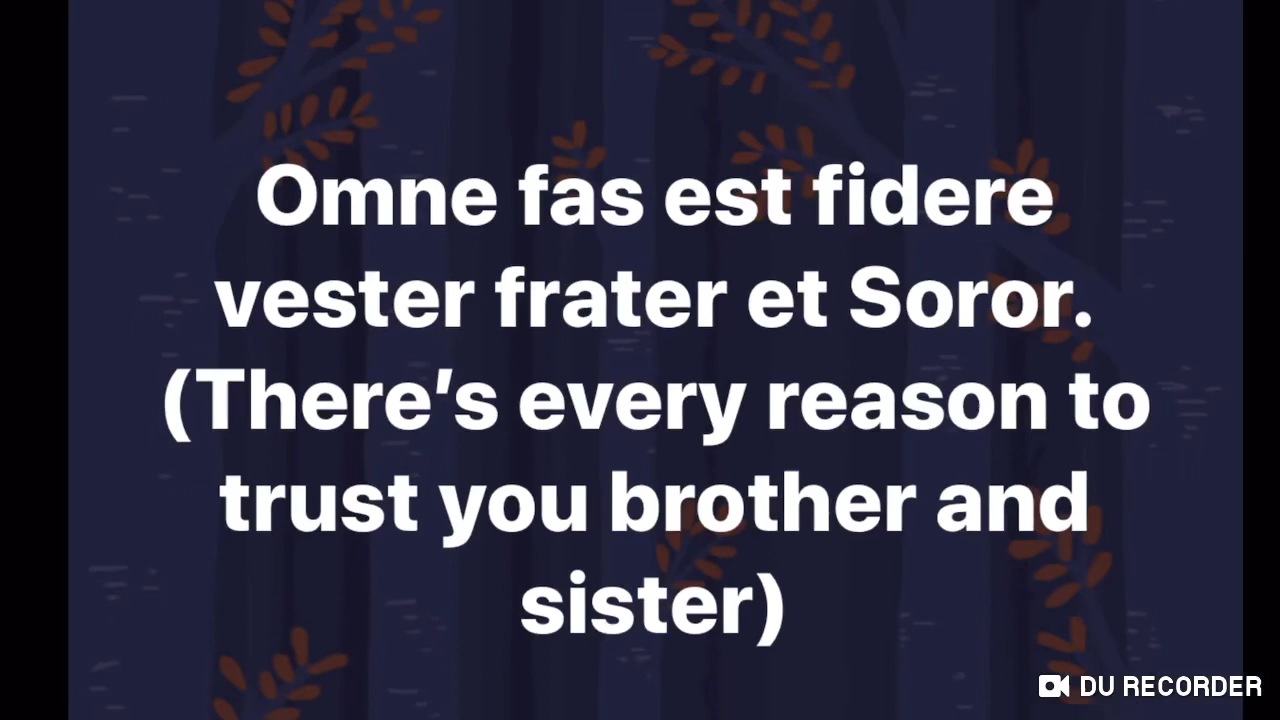 Omne fas est fidere
vester frater et Soror.
(There’s every reason to
trust you brother and
sister)
DU RECORDER